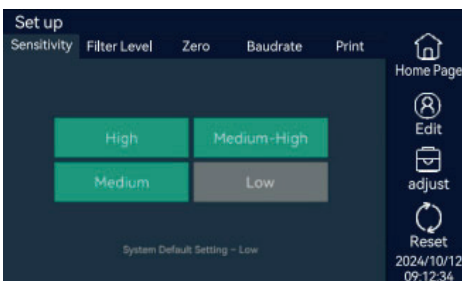 Set up
Sensitivity Filter Level Zero Baudrate Print
Home Page
High Medium-High
Edit
Medium Low
adjust
System Default Setting - Low
Reset
2024/10/12
09:12:34